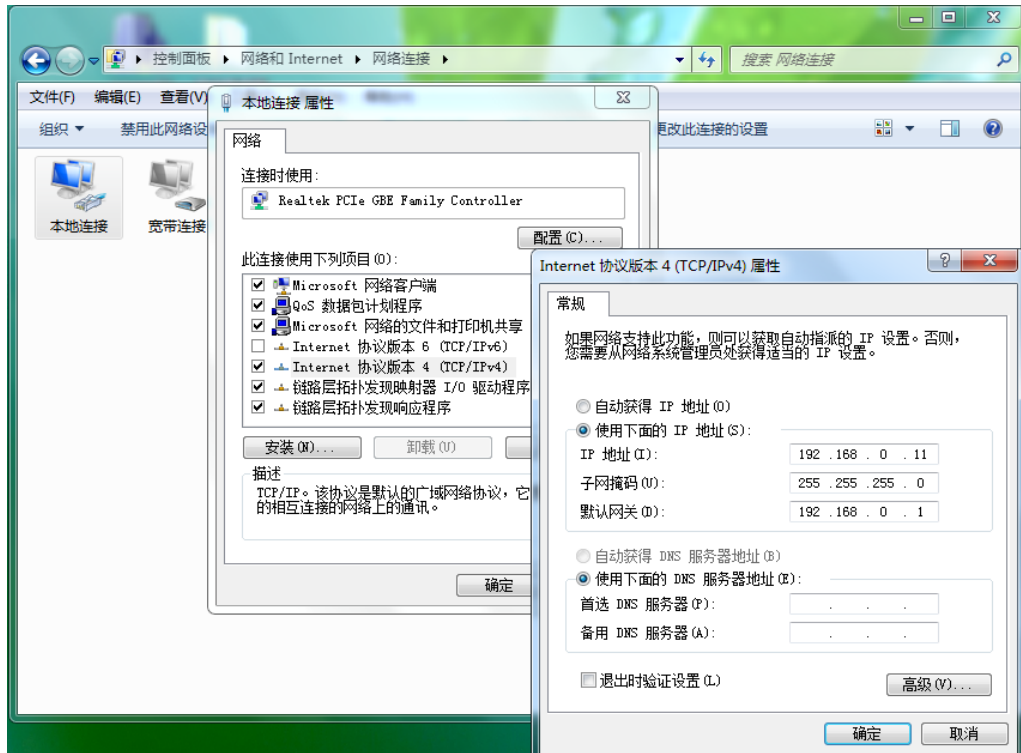 控制面板 网络和 Internet 网络连接
搜索 网络连接
文件(F) 编辑(E) 查看(V)
组织 禁用此网络设
更改此连接的设置
本地连接
宽带连接
本地连接 属性
网络
连接时使用:
Realtek PCIe GBE Family Controller
配置(C)...
此连接使用下列项目(O):
Microsoft 网络客户端
QoS 数据包计划程序
Microsoft 网络的文件和打印机共享
Internet 协议版本 6 (TCP/IPv6)
Internet 协议版本 4 (TCP/IPv4)
链路层拓扑发现映射器 I/O 驱动程序
链路层拓扑发现响应程序
安装(N)... 卸载(U)
描述
TCP/IP。该协议是默认的广域网络协议，它
的相互连接的网络上的通讯。
确定
Internet 协议版本 4 (TCP/IPv4) 属性
常规
如果网络支持此功能，则可以获取自动指派的 IP 设置。否则，
您需要从网络系统管理员处获得适当的 IP 设置。
自动获得 IP 地址(O)
使用下面的 IP 地址(S):
IP 地址(I): 192 .168 . 0 . 11
子网掩码(U): 255 .255 .255 . 0
默认网关(D): 192 .168 . 0 . 1
自动获得 DNS 服务器地址(B)
使用下面的 DNS 服务器地址(E):
首选 DNS 服务器(P): . . .
备用 DNS 服务器(A): . . .
退出时验证设置(L)
高级(V)...
确定 取消